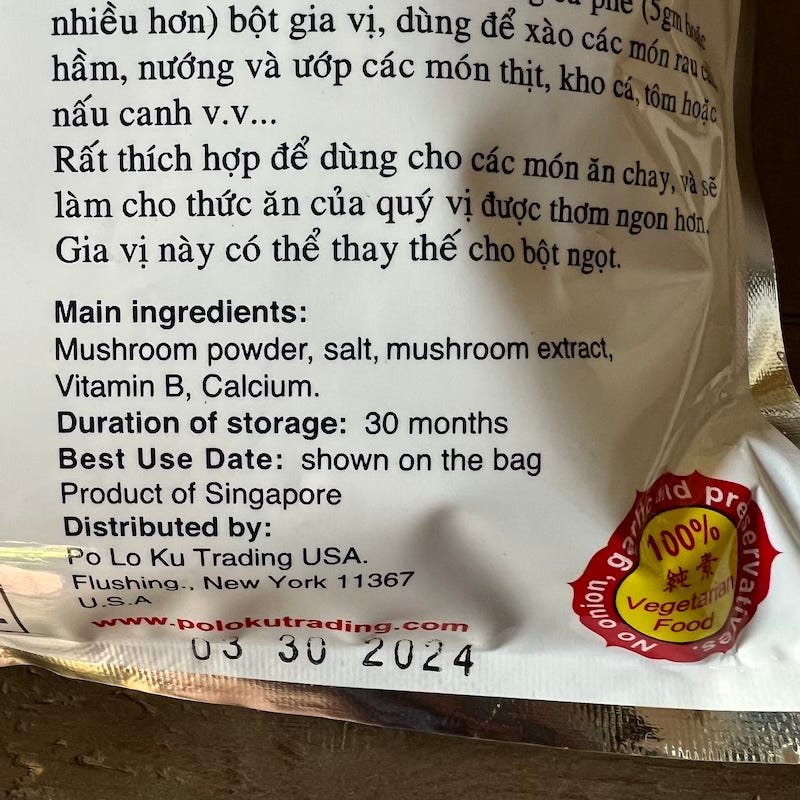 phê (5gm hoặc
nhiều hơn) bột gia vị, dùng để xào các món rau
hầm, nướng và ướp các món thịt, kho cá, tôm hoặc
nấu canh v.v...
Rất thích hợp để dùng cho các món ăn chay, và sẽ
làm cho thức ăn của quý vị được thơm ngon hơn.
Gia vị này có thể thay thế cho bột ngọt.
Main ingredients:
Mushroom powder, salt, mushroom extract,
Vitamin B, Calcium.
Duration of storage: 30 months
Best Use Date: shown on the bag
Product of Singapore
Distributed by:
Po Lo Ku Trading USA.
Flushing., New York 11367
U.S.A
www.polokutrading.com
03 30 2024
No onion, garlic and preservatives.
100%
純素
Vegetarian
Food